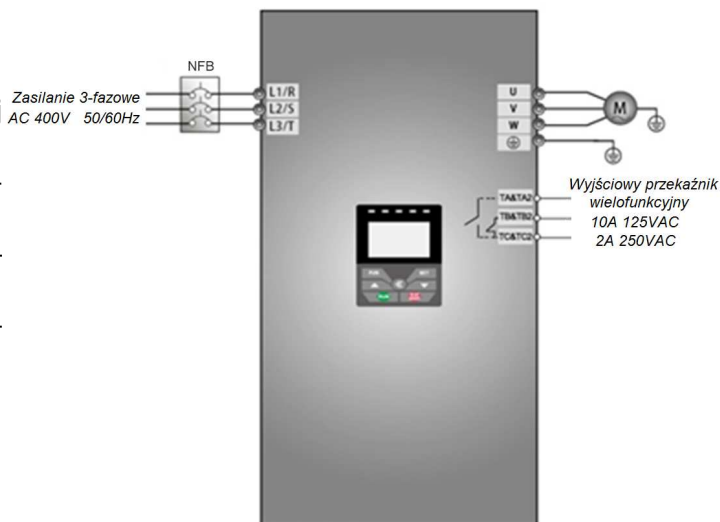 NFB
Zasilanie 3-fazowe
AC 400V 50/60Hz
L1/R
L2/S
L3/T
U
V
W
M
TA&TA2
TB&TB2
TC&TC2
Wyjściowy przekaźnik
wielofunkcyjny
10A 125VAC
2A 250VAC
RUN